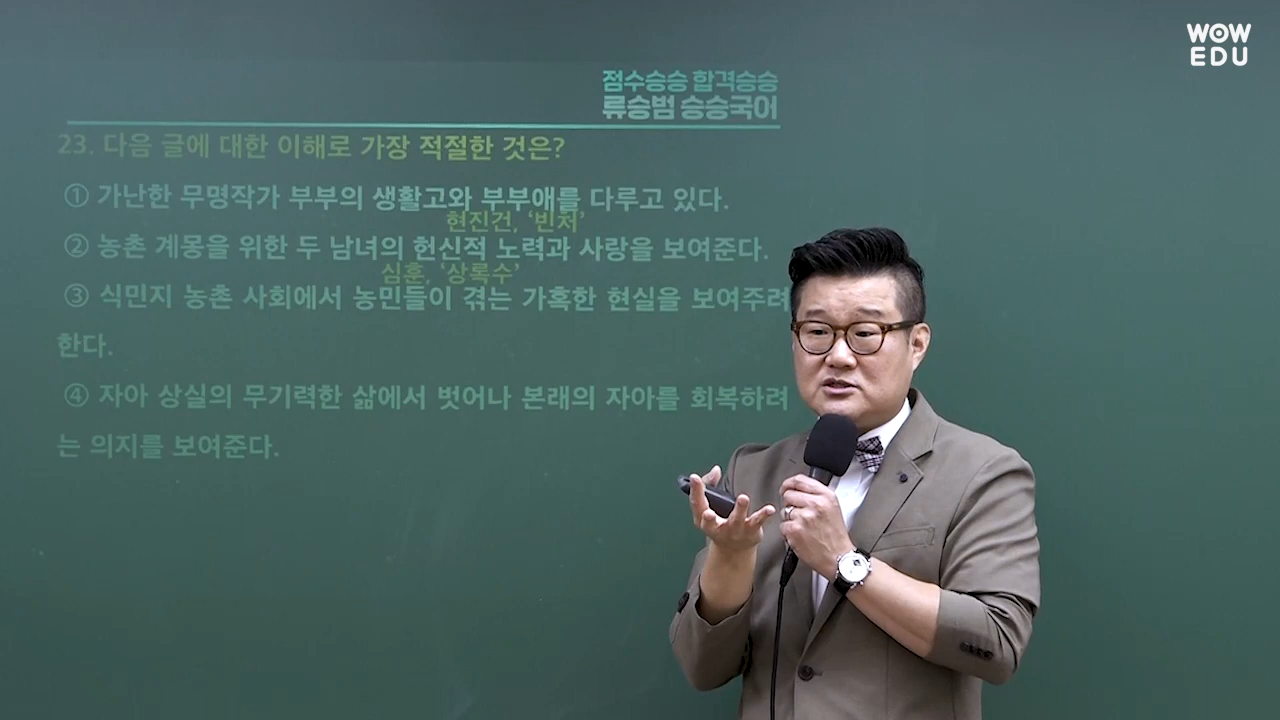 WOW
EDU
점수승승 합격승승
류승범 승승국어
23. 다음 글에 대한 이해로 가장 적절한 것은?
① 가난한 무명작가 부부의 생활고와 부부애를 다루고 있다.
현진건, ‘빈처’
② 농촌 계몽을 위한 두 남녀의 헌신적 노력과 사랑을 보여준다.
심훈, ‘상록수’
③ 식민지 농촌 사회에서 농민들이 겪는 가혹한 현실을 보여주려
한다.
④ 자아 상실의 무기력한 삶에서 벗어나 본래의 자아를 회복하려
는 의지를 보여준다.